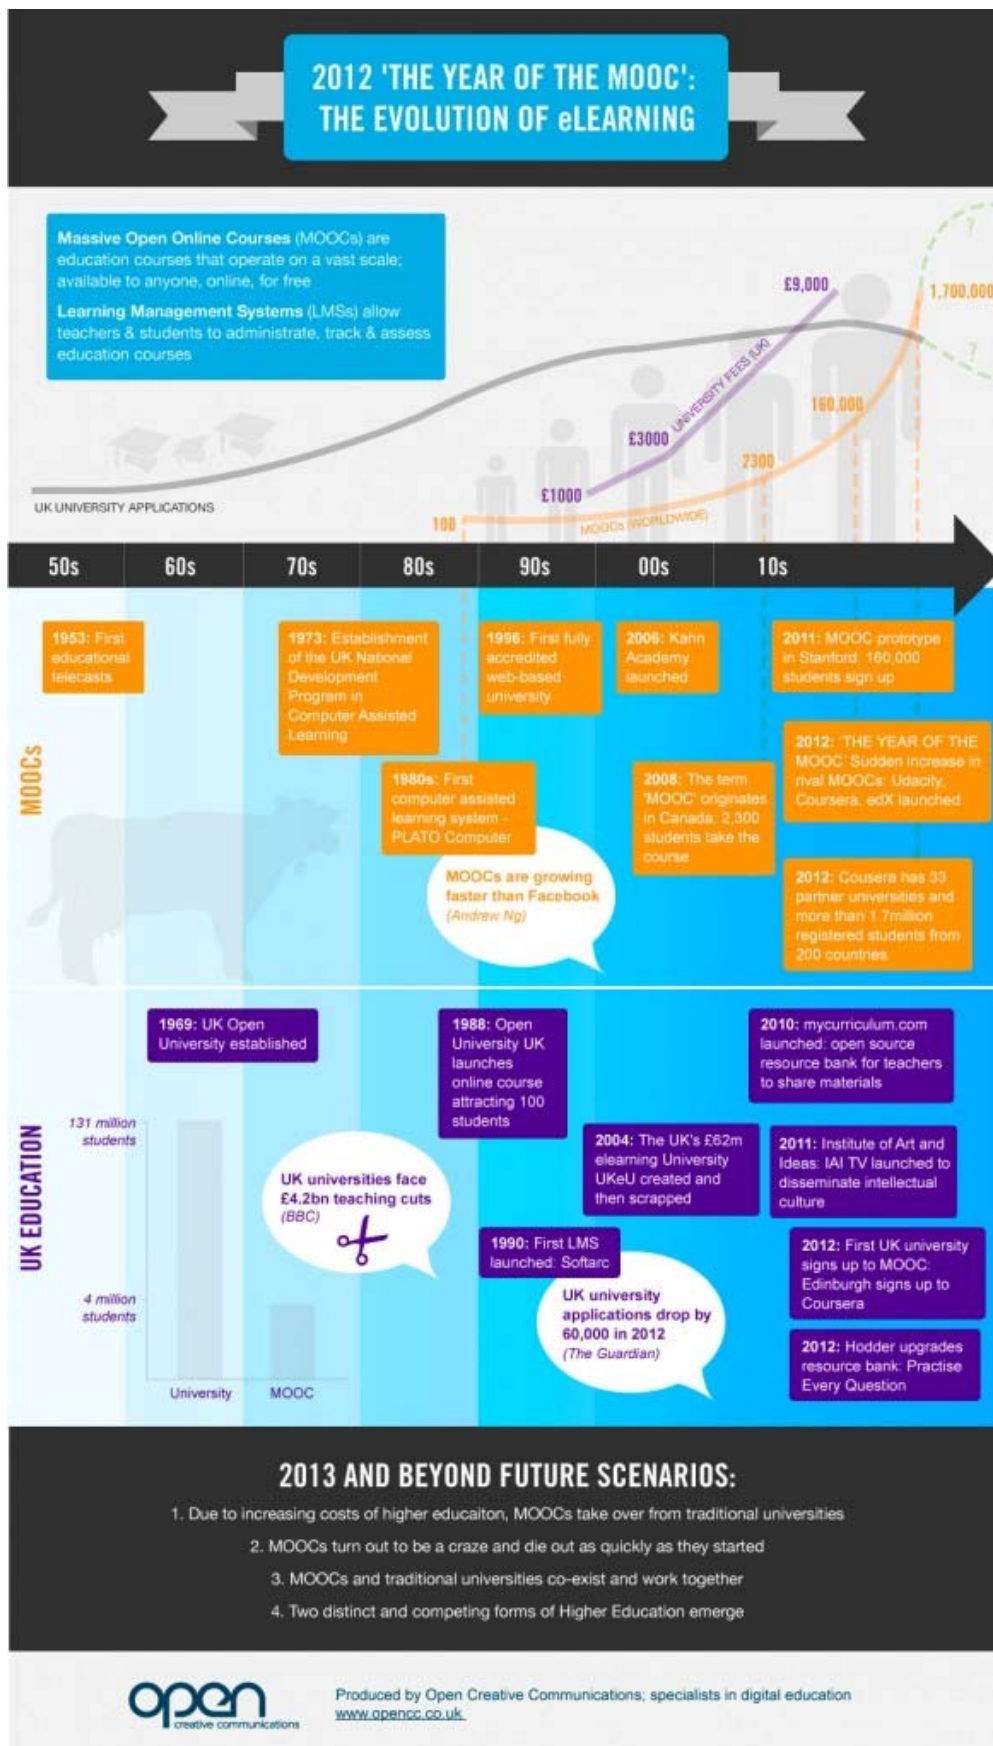 2012 'THE YEAR OF THE MOOC':
THE EVOLUTION OF eLEARNING
Massive Open Online Courses (MOOCs) are
education courses that operate on a vast scale;
available to anyone, online, for free
Learning Management Systems (LMSs) allow
teachers & students to administrate, track & assess
education courses
?
£9,000
1,700,000
?
UNIVERSITY FEES (UK)
160,000
£3000
2300
£1000
UK UNIVERSITY APPLICATIONS
100
MOOCs (WORLDWIDE)
50s
60s
70s
80s
90s
00s
10s
MOOCs
1953: First
educational
telecasts
1973: Establishment
of the UK National
Development
Program in
Computer Assisted
Learning
1996: First fully
accredited
web-based
university
2006: Kahn
Academy
launched
2011: MOOC prototype
in Stanford: 160,000
students sign up
1980s: First
computer assisted
learning system -
PLATO Computer
2008: The term
'MOOC' originates
in Canada. 2,300
students take the
course
2012: 'THE YEAR OF THE
MOOC' Sudden increase in
rival MOOCs: Udacity,
Coursera, edX launched
MOOCs are growing
faster than Facebook
(Andrew Ng)
2012: Cousera has 33
partner universities and
more than 1.7million
registered students from
200 countries
UK EDUCATION
1969: UK Open
University established
1988: Open
University UK
launches
online course
attracting 100
students
2010: mycurriculum.com
launched: open source
resource bank for teachers
to share materials
131 million
students
4 million
students
University
MOOC
UK universities face
£4.2bn teaching cuts
(BBC)
2004: The UK's £62m
elearning University
UKeU created and
then scrapped
2011: Institute of Art and
Ideas: IAI TV launched to
disseminate intellectual
culture
1990: First LMS
launched: Softarc
UK university
applications drop by
60,000 in 2012
(The Guardian)
2012: First UK university
signs up to MOOC:
Edinburgh signs up to
Coursera
2012: Hodder upgrades
resource bank: Practise
Every Question
2013 AND BEYOND FUTURE SCENARIOS:
1. Due to increasing costs of higher educaiton, MOOCs take over from traditional universities
2. MOOCs turn out to be a craze and die out as quickly as they started
3. MOOCs and traditional universities co-exist and work together
4. Two distinct and competing forms of Higher Education emerge
open
creative communications
Produced by Open Creative Communications; specialists in digital education
www.opencc.co.uk